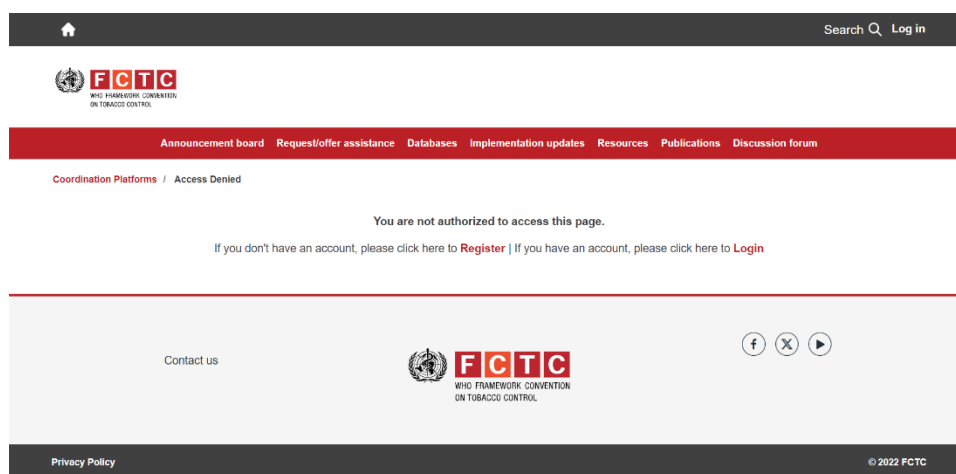 Search Log in
FCTC
WHO FRAMEWORK CONVENTION
ON TOBACCO CONTROL
Announcement board Request/offer assistance Databases Implementation updates Resources Publications Discussion forum
Coordination Platforms / Access Denied
You are not authorized to access this page.
If you don't have an account, please click here to Register | If you have an account, please click here to Login
Contact us
FCTC
WHO FRAMEWORK CONVENTION
ON TOBACCO CONTROL
Privacy Policy © 2022 FCTC